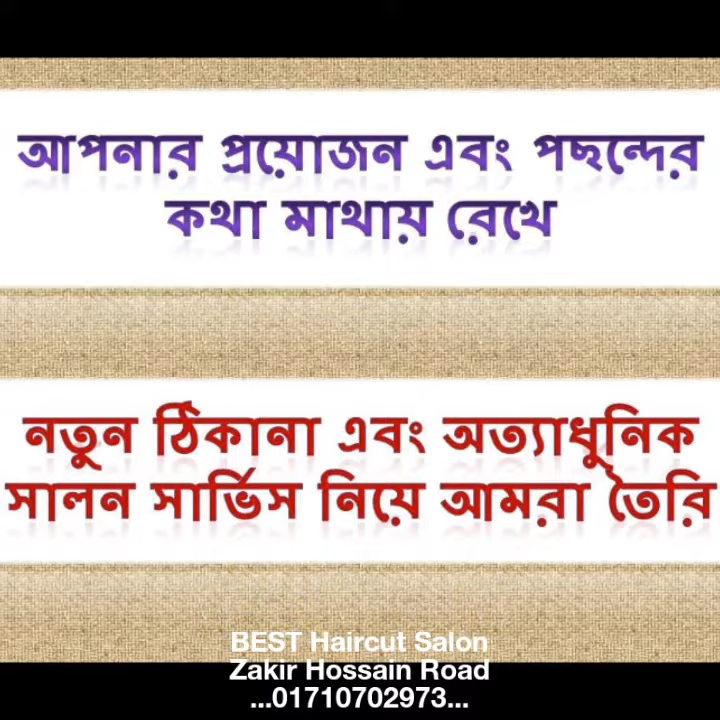 আপনার প্রয়োজন এবং পছন্দের
কথা মাথায় রেখে
নতুন ঠিকানা এবং অত্যাধুনিক
সালন সার্ভিস নিয়ে আমরা তৈরি
BEST Haircut Salon
Zakir Hossain Road
...01710702973...